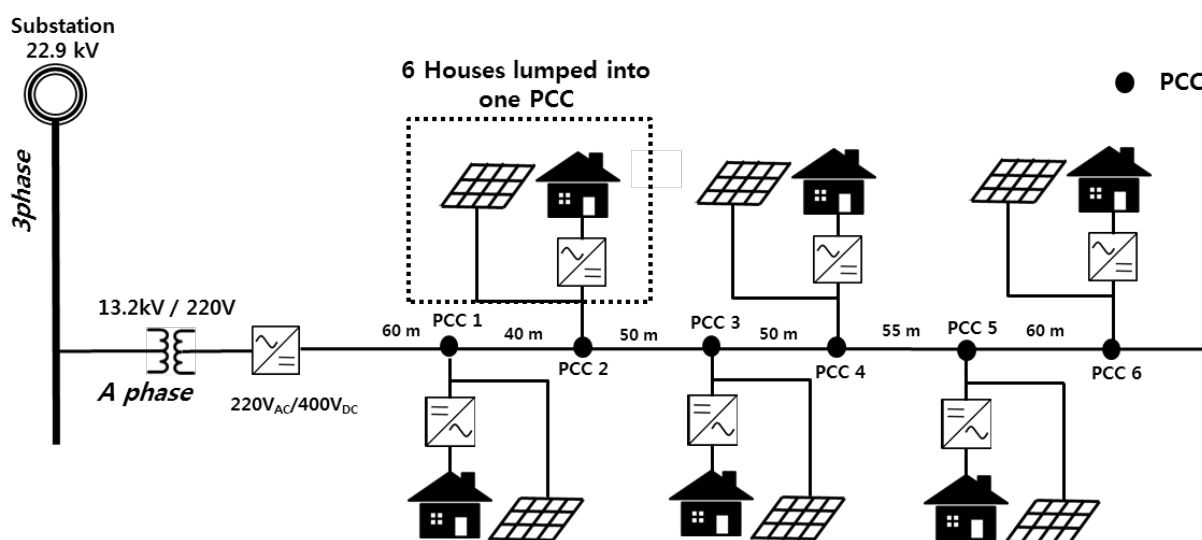 Substation
22.9 kV
6 Houses lumped into
one PCC
PCC
3phase
13.2kV / 220V
A phase
220VAC/400VDC
60 m
PCC 1
40 m
PCC 2
50 m
PCC 3
50 m
PCC 4
55 m
PCC 5
60 m
PCC 6